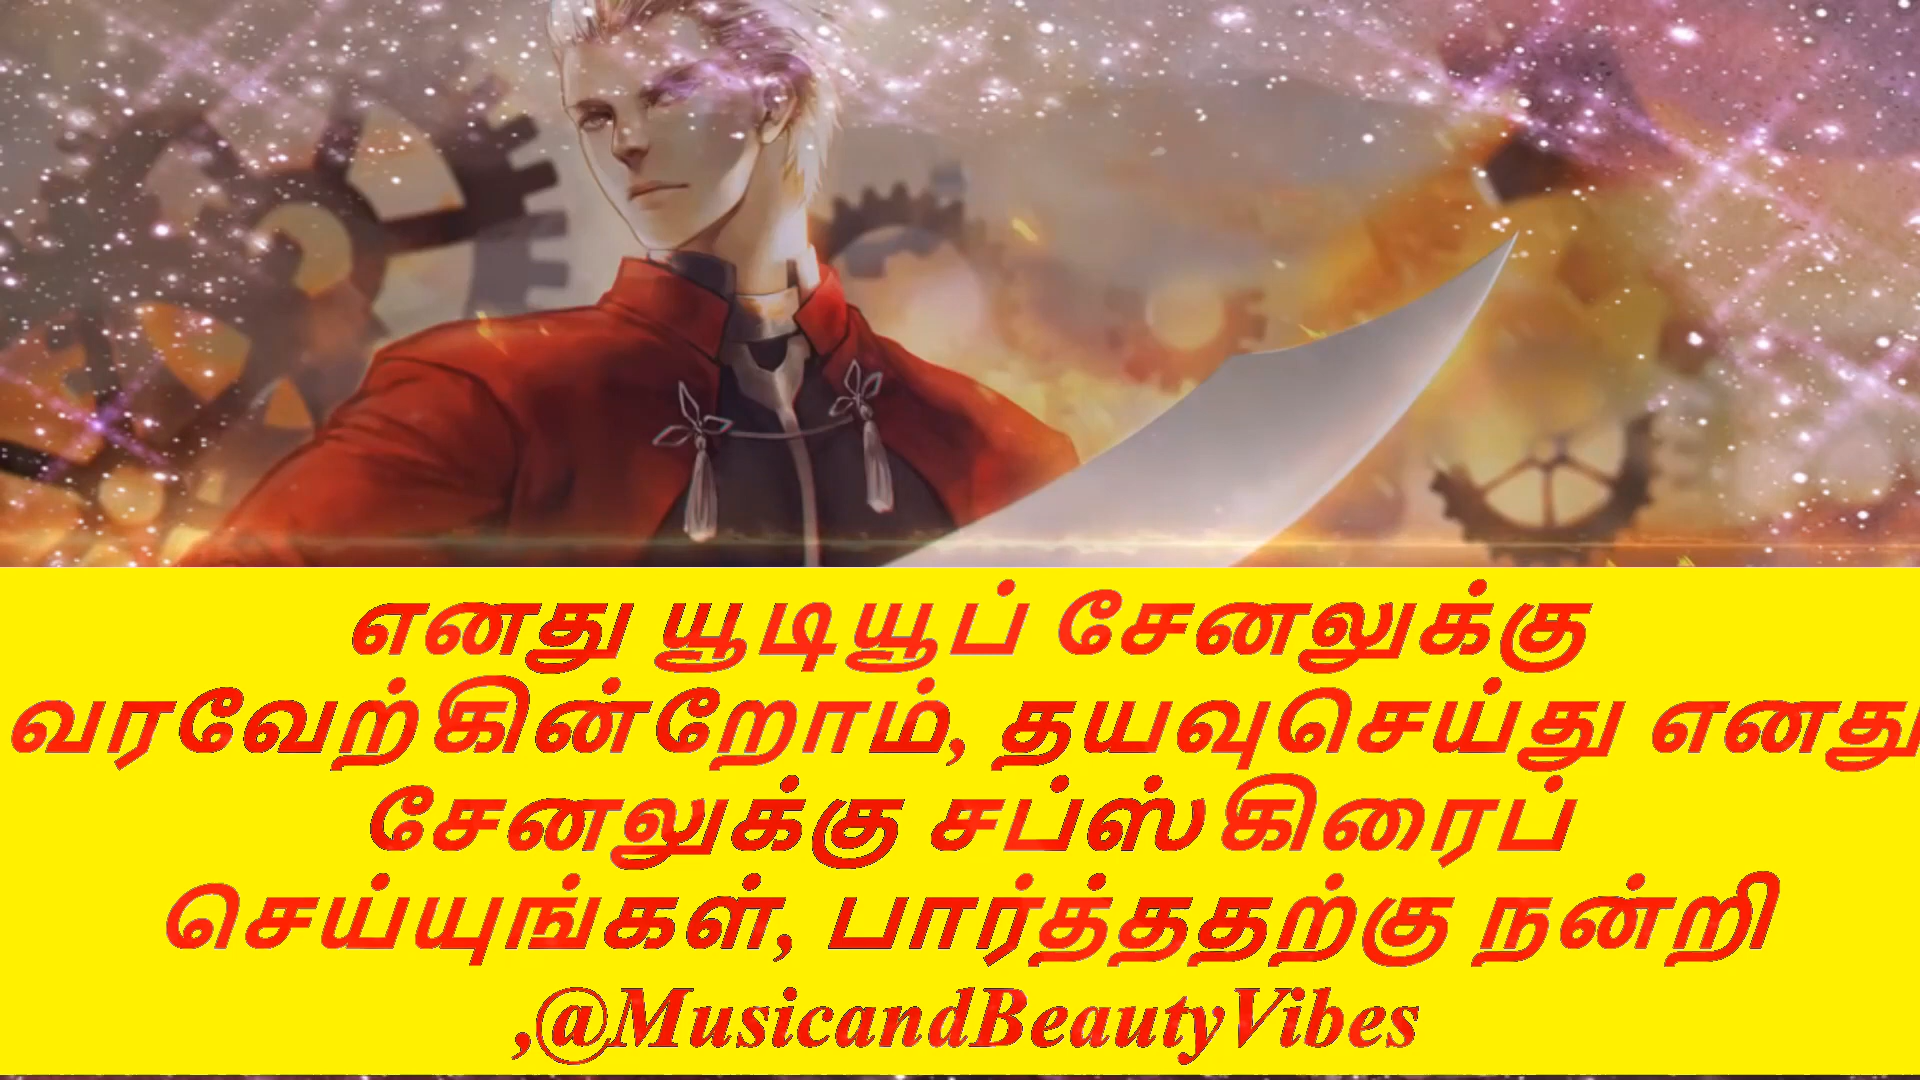 எனது யூடியூப் சேனலுக்கு
வரவேற்கின்றோம், தயவுசெய்து எனது
சேனலுக்கு சப்ஸ்கிரைப்
செய்யுங்கள், பார்த்ததற்கு நன்றி
,@MusicandBeautyVibes